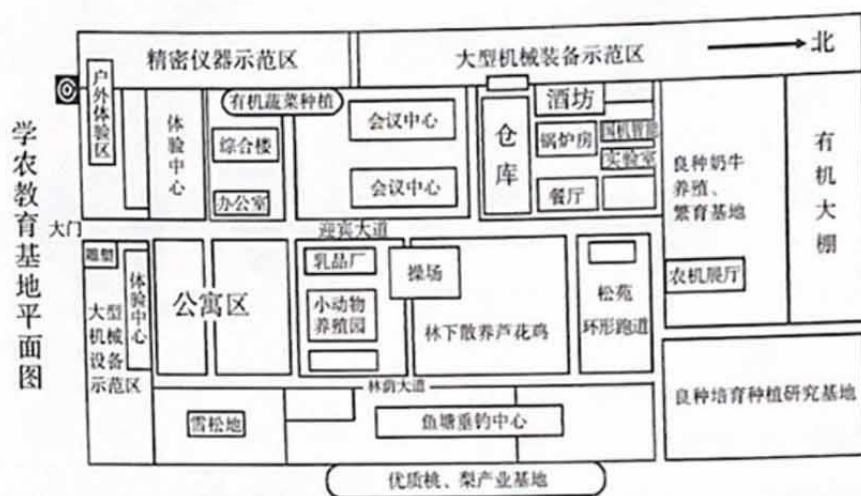 学农教育基地平面图
精密仪器示范区
大型机械装备示范区
北
户外体验区
体验中心
有机蔬菜种植
综合楼
办公室
会议中心
会议中心
仓库
酒坊
锅炉房
国机智能
实验室
餐厅
良种奶牛
养殖、
繁育基地
有机大棚
农机展厅
大门
迎宾大道
雕塑
体验中心
大型
机械
设备
示范区
公寓区
乳品厂
小动物
养殖园
操场
林下散养芦花鸡
松苑
环形跑道
林荫大道
雪松地
鱼塘垂钓中心
良种培育种植研究基地
优质桃、梨产业基地